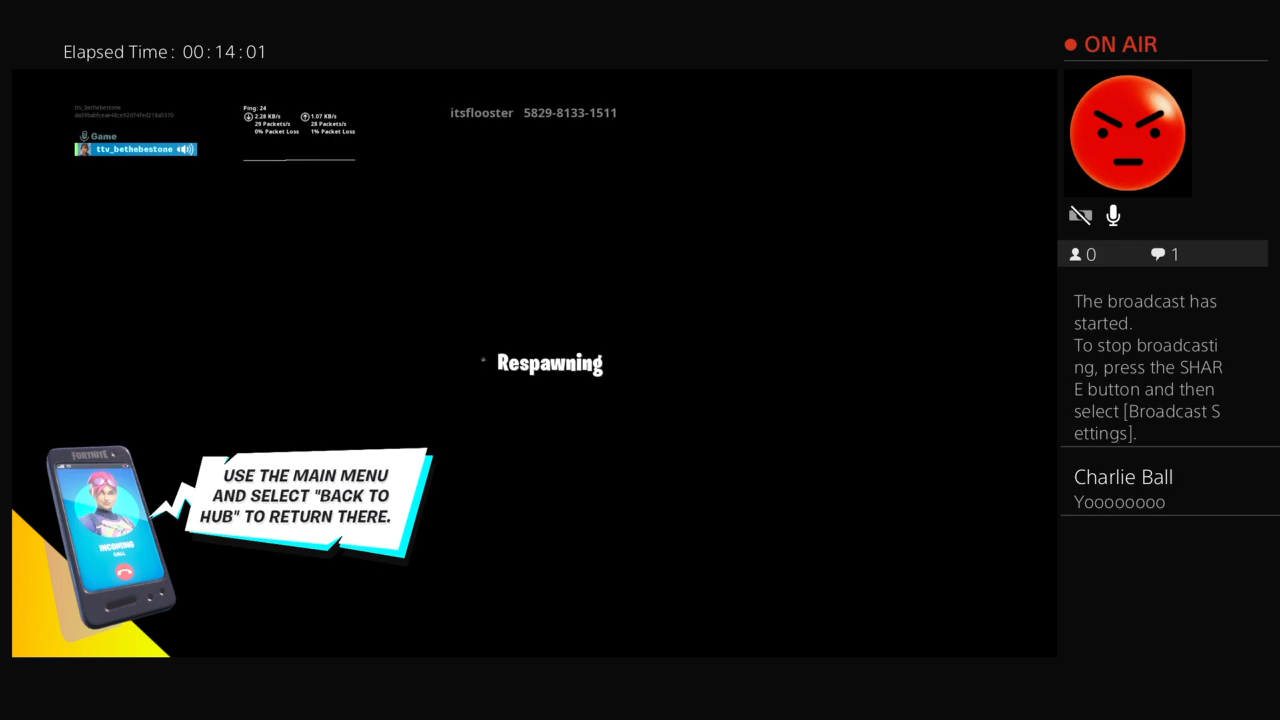 Elapsed Time: 00:14:01
ON AIR
ttv_bethebestone
Ping: 24
2.28 KB/s
1.07 KB/s
29 Packets/s
28 Packets/s
0% Packet Loss
1% Packet Loss
itsflooster 5829-8133-1511
Game
ttv_bethebestone
0
1
The broadcast has
started.
To stop broadcasti
ng, press the SHAR
E button and then
select [Broadcast S
ettings].
Charlie Ball
Yoooooooo
Respawning
FORTNITE
INCOMING
CALL
USE THE MAIN MENU
AND SELECT "BACK TO
HUB" TO RETURN THERE.